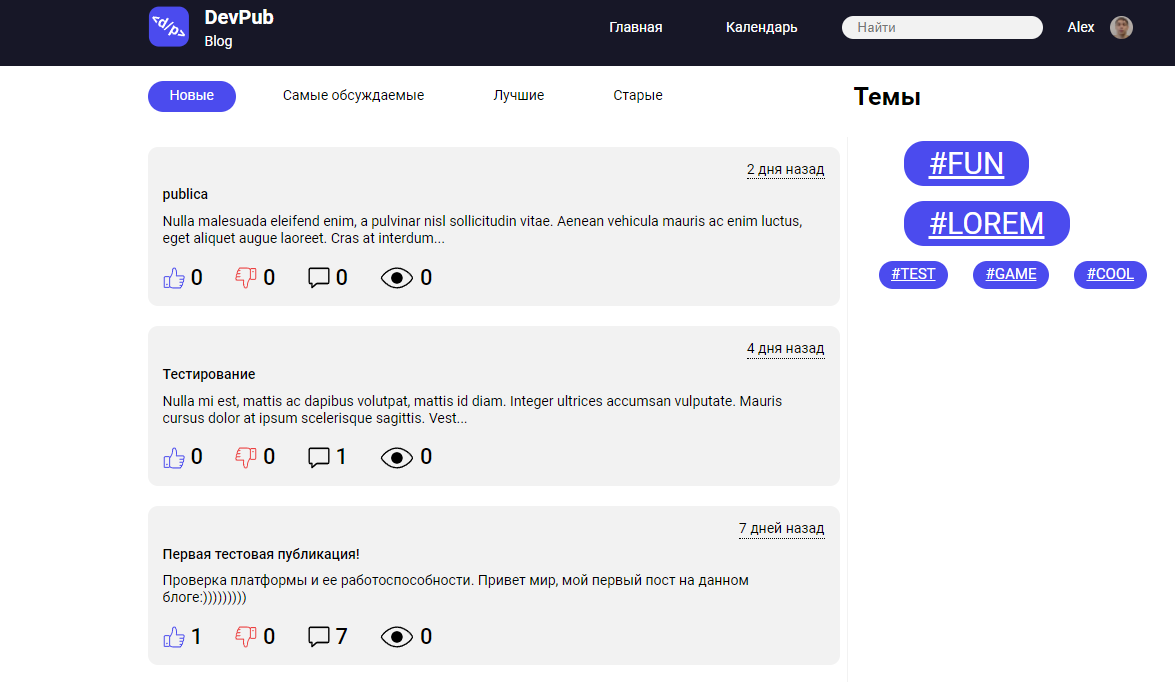 <d/p>
DevPub
Blog
Главная
Календарь
Найти
Alex
Новые
Самые обсуждаемые
Лучшие
Старые
Темы
2 дня назад
publica
Nulla malesuada eleifend enim, a pulvinar nisl sollicitudin vitae. Aenean vehicula mauris ac enim luctus,
eget aliquet augue laoreet. Cras at interdum...
0 0 0 0
4 дня назад
Тестирование
Nulla mi est, mattis ac dapibus volutpat, mattis id diam. Integer ultrices accumsan vulputate. Mauris
cursus dolor at ipsum scelerisque sagittis. Vest...
0 0 1 0
7 дней назад
Первая тестовая публикация!
Проверка платформы и ее работоспособности. Привет мир, мой первый пост на данном
блоге:)))))))))
1 0 7 0
#FUN
#LOREM
#TEST #GAME #COOL